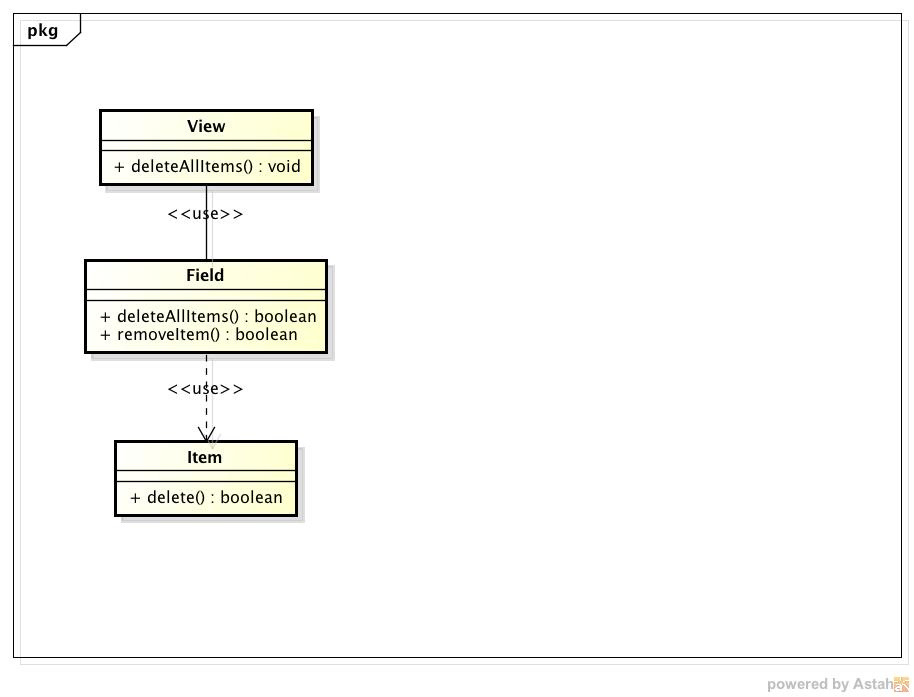 pkg
View
+ deleteAllItems() : void
<<use>>
Field
+ deleteAllItems() : boolean
+ removeItem() : boolean
<<use>>
Item
+ delete() : boolean
powered by Astah